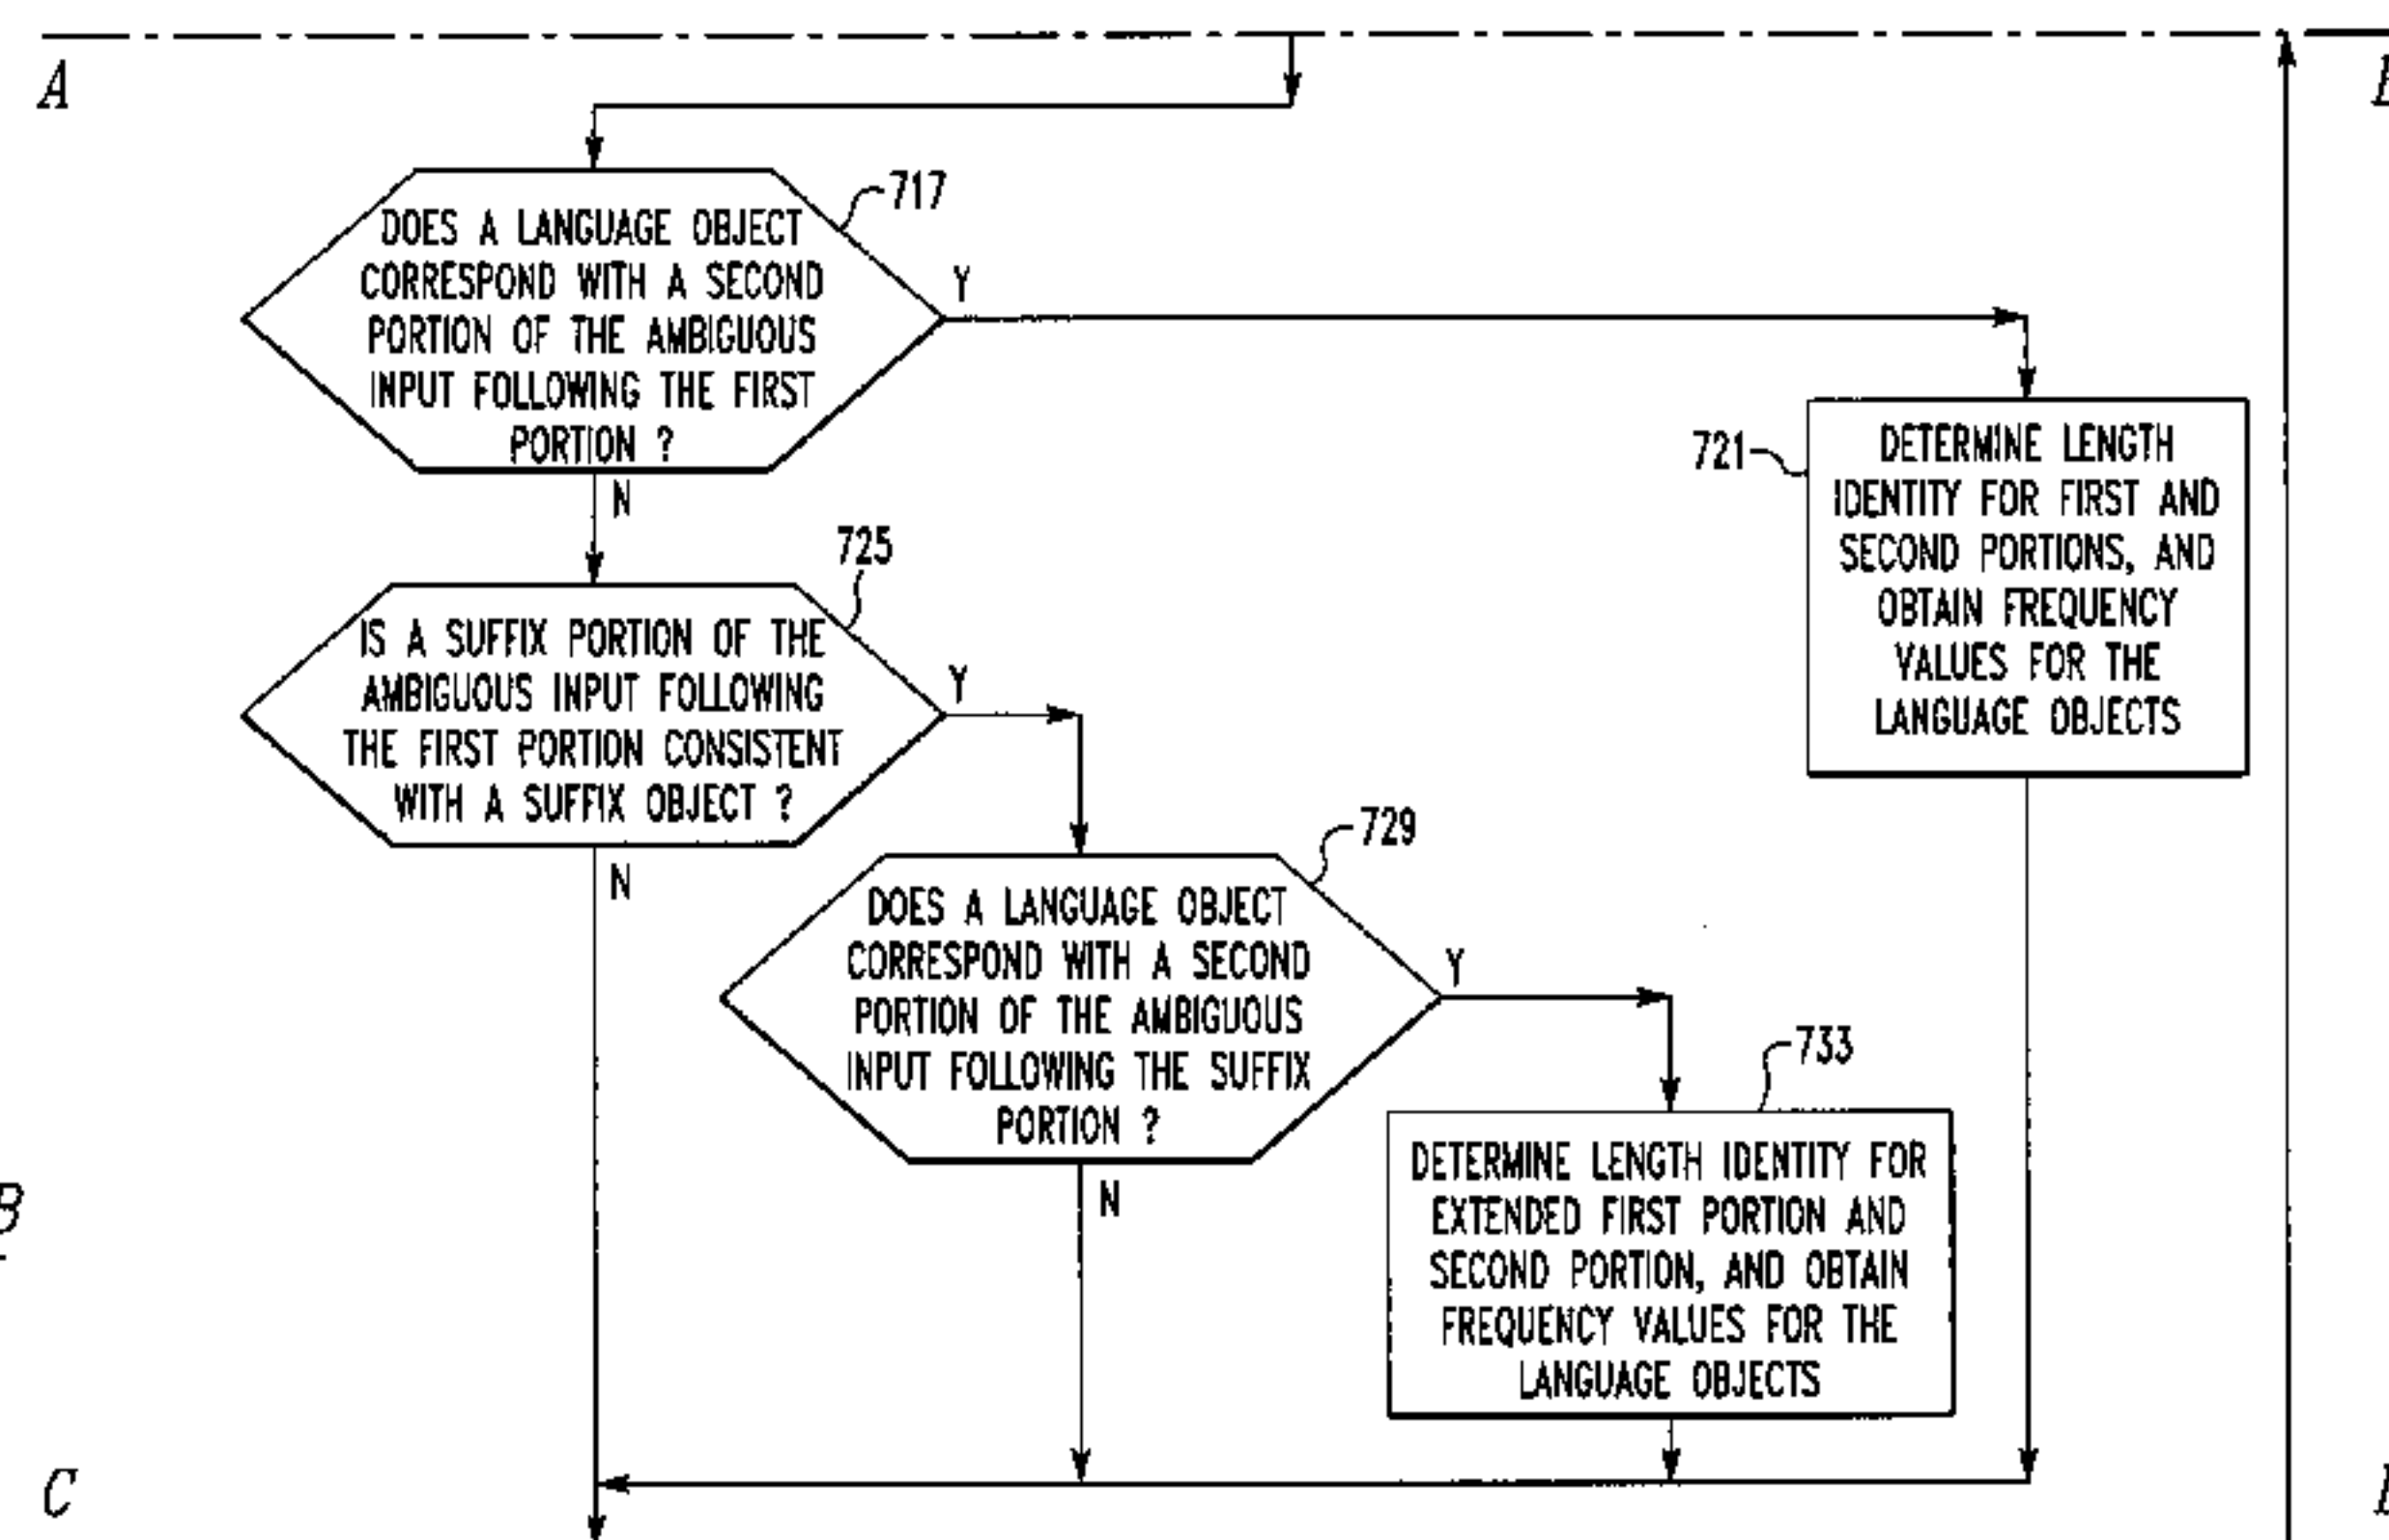 A
717
DOES A LANGUAGE OBJECT
CORRESPOND WITH A SECOND
PORTION OF THE AMBIGUOUS
INPUT FOLLOWING THE FIRST
PORTION ?
Y
N
721
DETERMINE LENGTH
IDENTITY FOR FIRST AND
SECOND PORTIONS, AND
OBTAIN FREQUENCY
VALUES FOR THE
LANGUAGE OBJECTS
725
IS A SUFFIX PORTION OF THE
AMBIGUOUS INPUT FOLLOWING
THE FIRST PORTION CONSISTENT
WITH A SUFFIX OBJECT ?
Y
N
729
DOES A LANGUAGE OBJECT
CORRESPOND WITH A SECOND
PORTION OF THE AMBIGUOUS
INPUT FOLLOWING THE SUFFIX
PORTION ?
Y
N
733
DETERMINE LENGTH IDENTITY FOR
EXTENDED FIRST PORTION AND
SECOND PORTION, AND OBTAIN
FREQUENCY VALUES FOR THE
LANGUAGE OBJECTS
B
C